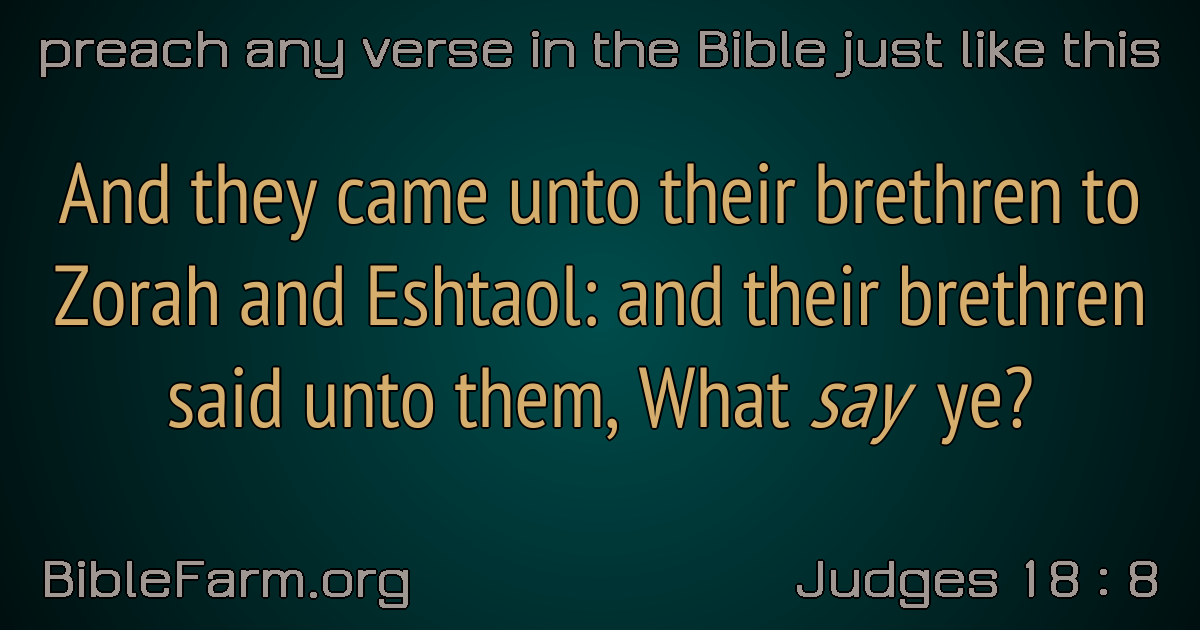 preach any verse in the Bible just like this
And they came unto their brethren to
Zorah and Eshtaol: and their brethren
said unto them, What say ye?
BibleFarm.org
Judges 18 : 8